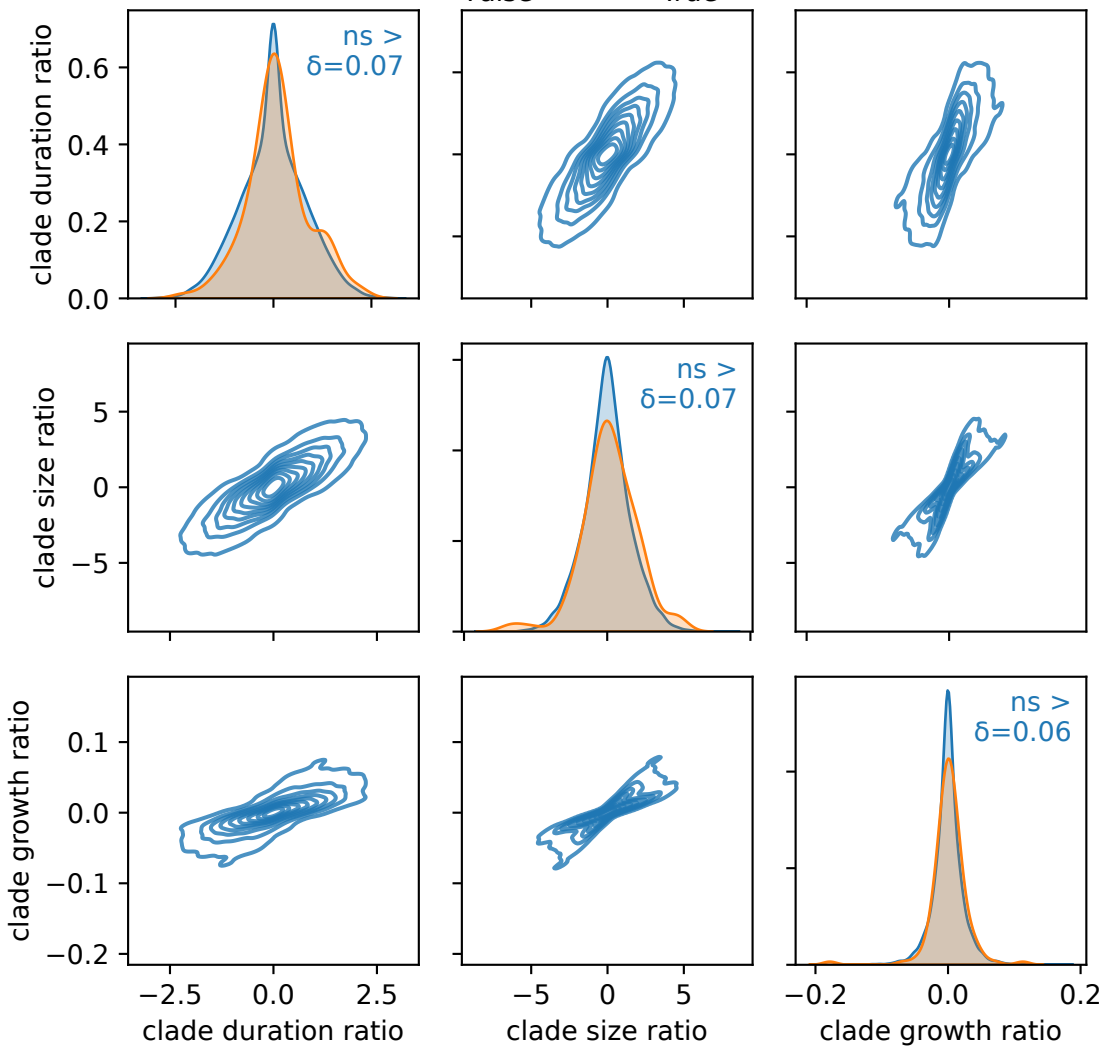 clade duration ratio
0.6
0.4
0.2
0.0
ns >
δ=0.07
clade size ratio
5
0
−5
ns >
δ=0.07
clade growth ratio
0.1
0.0
−0.1
−0.2
ns >
δ=0.06
−2.5 0.0 2.5
−5 0 5
−0.2 0.0 0.2
clade duration ratio
clade size ratio
clade growth ratio